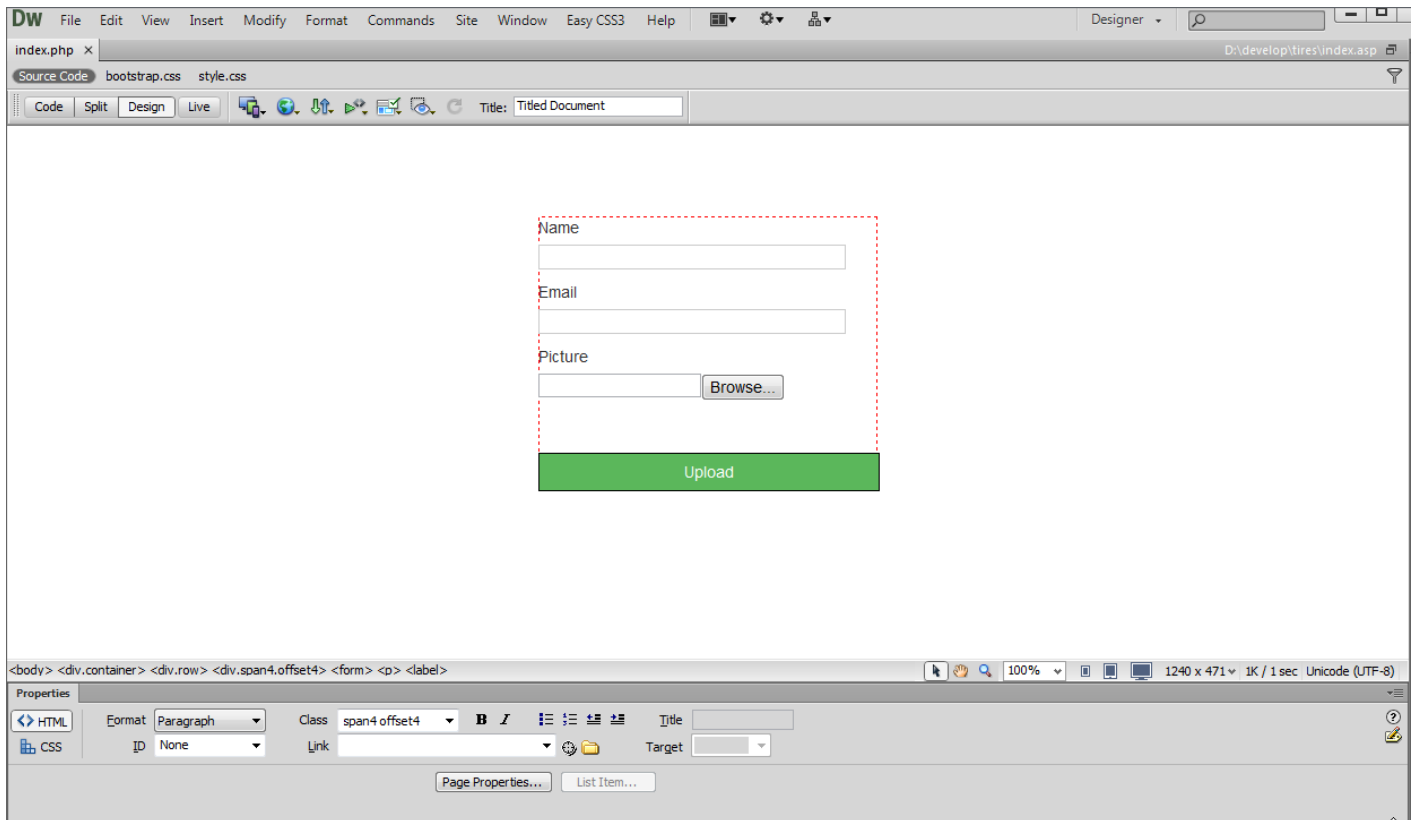 DW File Edit View Insert Modify Format Commands Site Window Easy CSS3 Help Designer
index.php × D:\develop\tires\index.asp
Source Code bootstrap.css style.css
Code Split Design Live Title: Titled Document
Name
Email
Picture
Browse...
Upload
<body> <div.container> <div.row> <div.span4.offset4> <form> <p> <label> 100% 1240 x 471 1K / 1 sec Unicode (UTF-8)
Properties
<> HTML Format Paragraph Class span4 offset4 B I Title
CSS ID None Link Target
Page Properties... List Item...